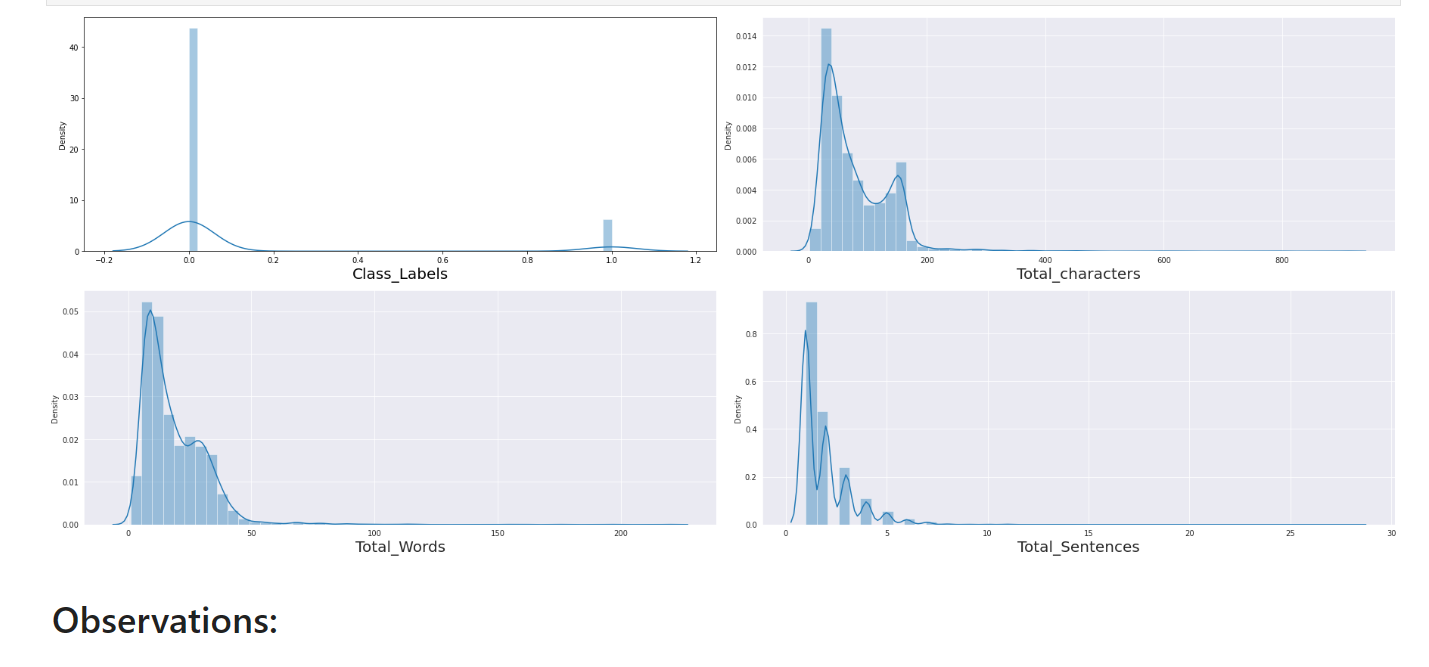 40
30
20
10
0
Density
−0.2 0.0 0.2 0.4 0.6 0.8 1.0 1.2
Class_Labels
0.014
0.012
0.010
0.008
0.006
0.004
0.002
0.000
Density
0 200 400 600 800
Total_characters
0.05
0.04
0.03
0.02
0.01
0.00
Density
0 50 100 150 200
Total_Words
0.8
0.6
0.4
0.2
0.0
Density
0 5 10 15 20 25 30
Total_Sentences
Observations: